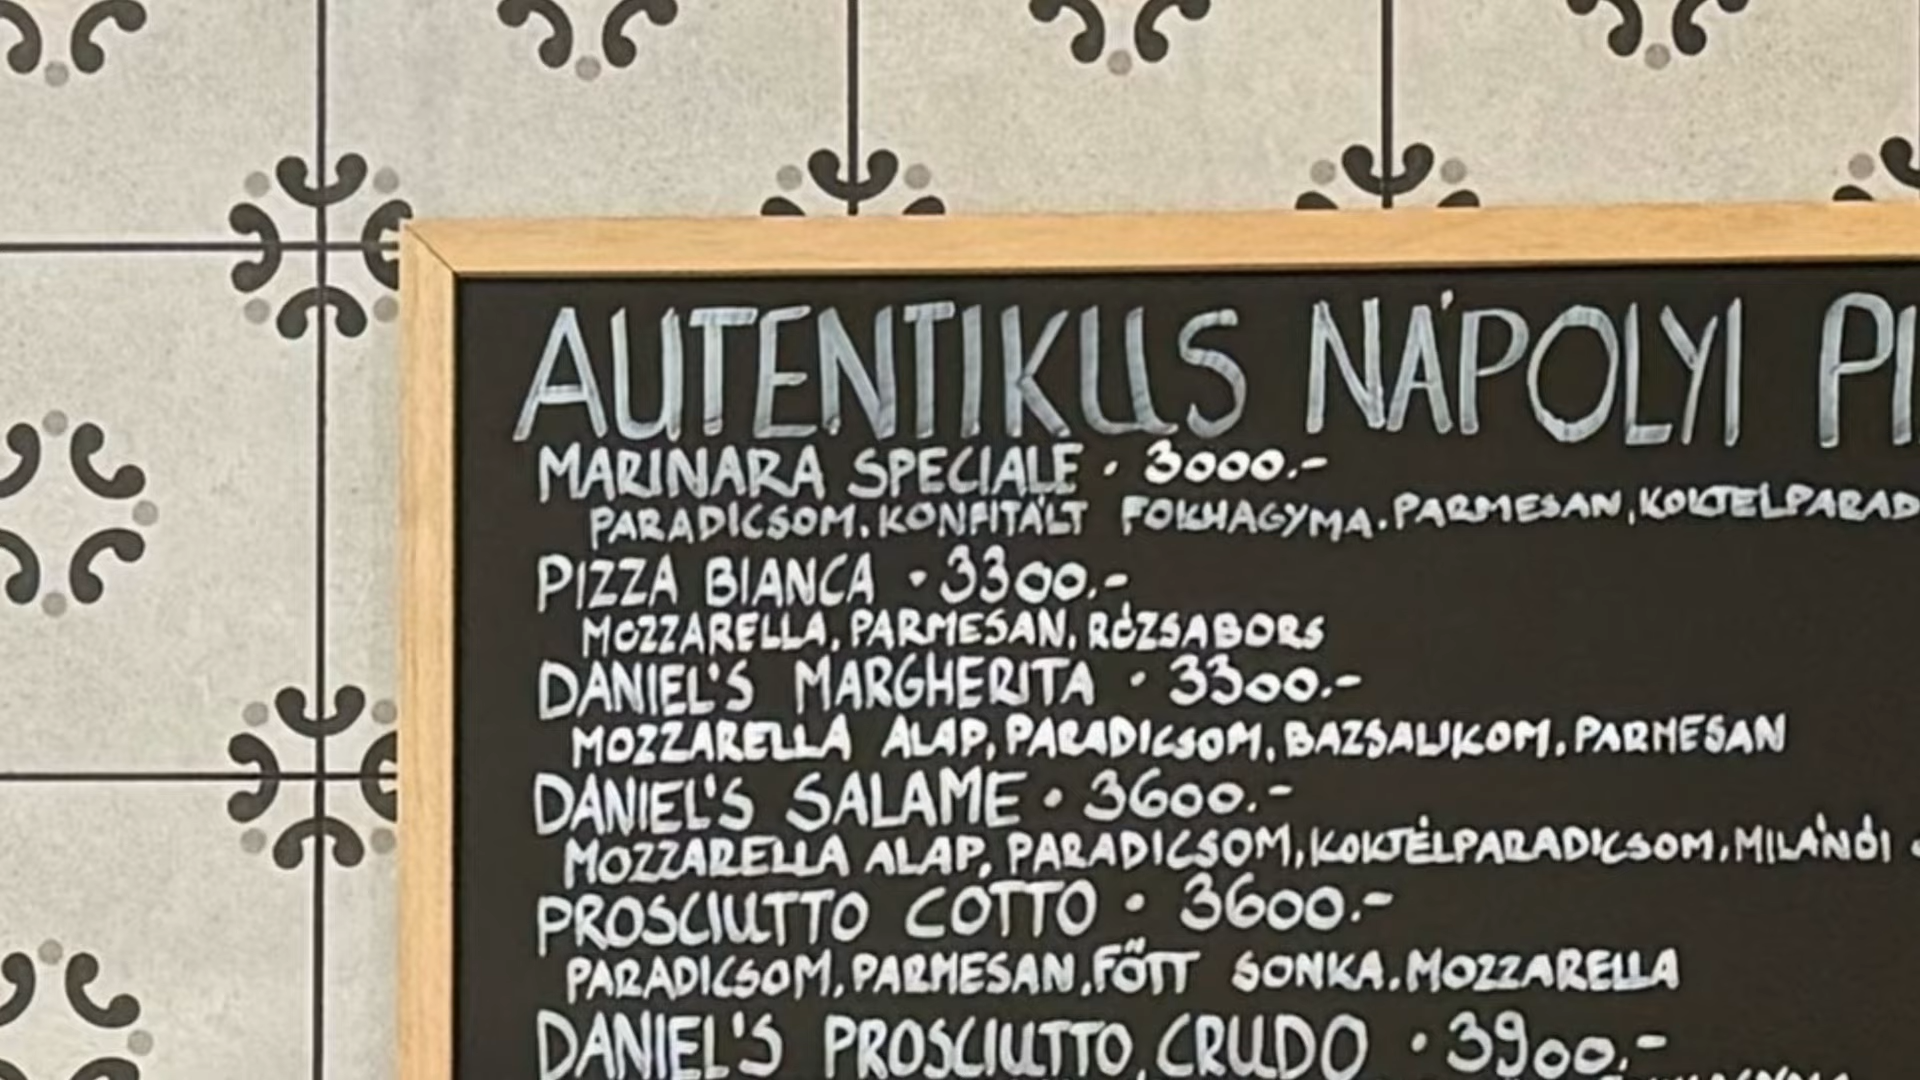 AUTENTIKUS NÁPOLYI PI
MARINARA SPECIALE · 3000.-
PARADICSOM, KONFITÁLT FOKHAGYMA, PARMESAN, KOKTÉLPARAD
PIZZA BIANCA · 3300.-
MOZZARELLA, PARMESAN, RÓZSABORS
DANIEL'S MARGHERITA · 3300.-
MOZZARELLA ALAP, PARADICSOM, BAZSALIKOM, PARMESAN
DANIEL'S SALAME · 3600.-
MOZZARELLA ALAP, PARADICSOM, KOKTÉLPARADICSOM, MILÁNÓI
PROSCIUTTO COTTO · 3600.-
PARADICSOM, PARMESAN, FŐTT SONKA, MOZZARELLA
DANIEL'S PROSCIUTTO CRUDO · 3900.-